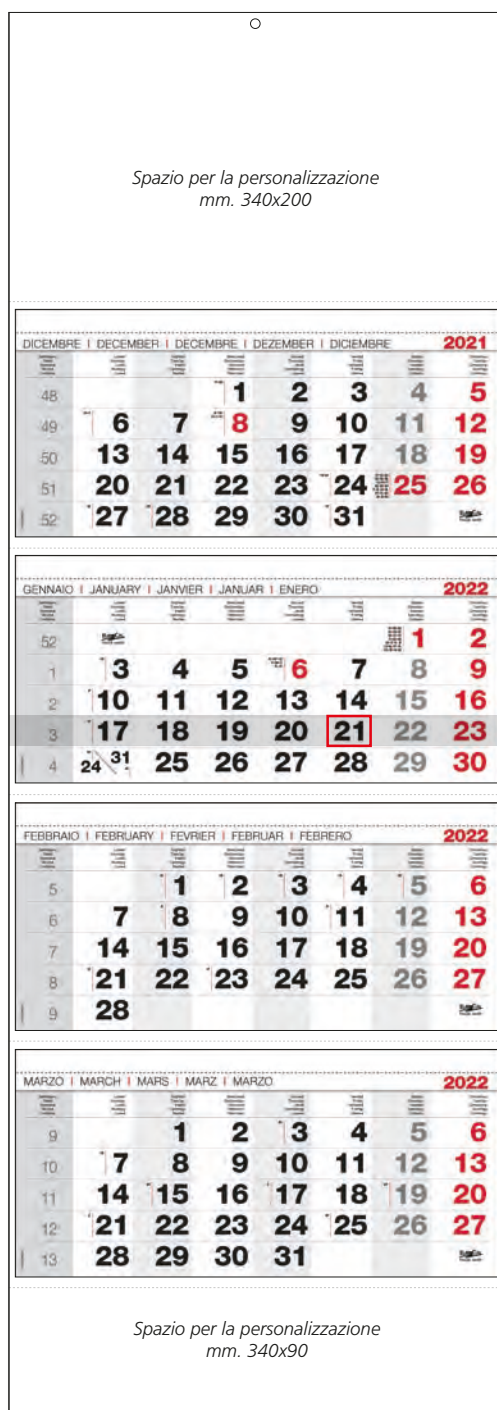 Spazio per la personalizzazione
mm. 340x200
DICEMBRE | DECEMBER | DECEMBRE | DEZEMBER | DICIEMBRE 2021
48 1 2 3 4 5
49 6 7 8 9 10 11 12
50 13 14 15 16 17 18 19
51 20 21 22 23 24 25 26
52 27 28 29 30 31
GENNAIO | JANUARY | JANVIER | JANUAR | ENERO 2022
52 1 2
1 3 4 5 6 7 8 9
2 10 11 12 13 14 15 16
3 17 18 19 20 21 22 23
4 24 31 25 26 27 28 29 30
FEBBRAIO | FEBRUARY | FEVRIER | FEBRUAR | FEBRERO 2022
5 1 2 3 4 5 6
6 7 8 9 10 11 12 13
7 14 15 16 17 18 19 20
8 21 22 23 24 25 26 27
9 28
MARZO | MARCH | MARS | MARZ | MARZO 2022
9 1 2 3 4 5 6
10 7 8 9 10 11 12 13
11 14 15 16 17 18 19 20
12 21 22 23 24 25 26 27
13 28 29 30 31
Spazio per la personalizzazione
mm. 340x90